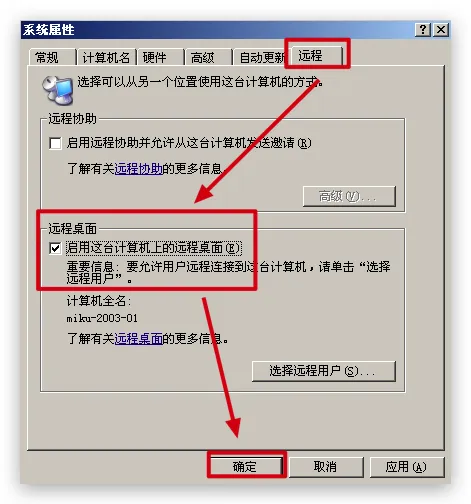 系统属性
常规 计算机名 硬件 高级 自动更新 远程
选择可以从另一个位置使用这台计算机的方式。
远程协助
启用远程协助并允许从这台计算机发送邀请(R)
了解有关远程协助的更多信息。
高级(V)...
远程桌面
启用这台计算机上的远程桌面(E)
重要信息: 要允许用户远程连接到这台计算机，请单击“选择
远程用户”。
计算机全名:
miku-2003-01
了解有关远程桌面的更多信息。
选择远程用户(S)...
确定 取消 应用(A)